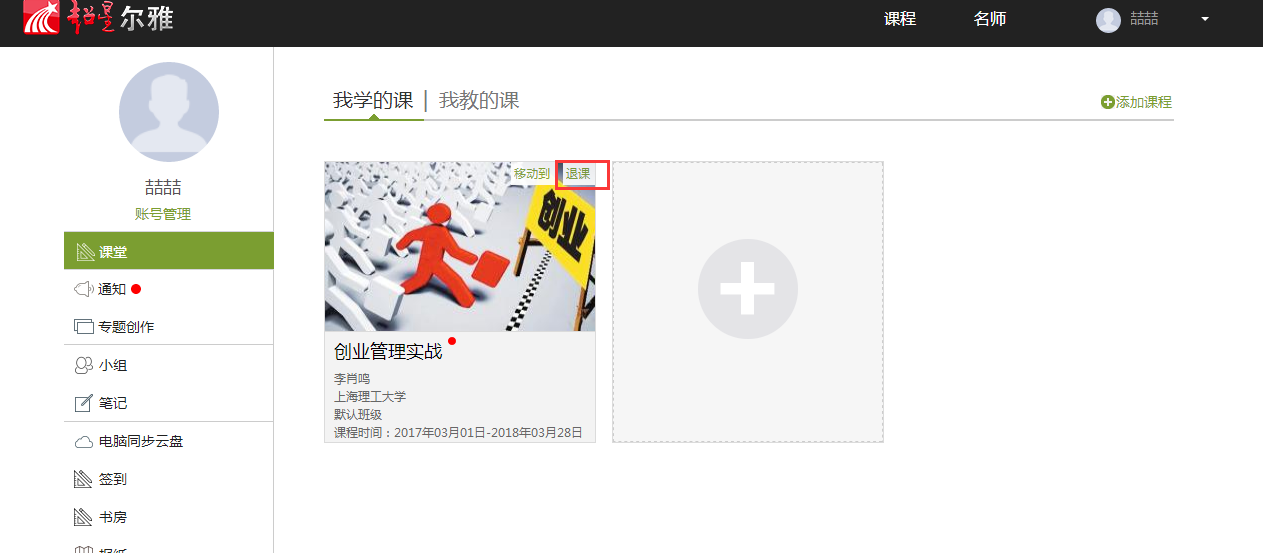 超星尔雅
课程
名师
喆喆
喆喆
账号管理
课堂
通知
专题创作
小组
笔记
电脑同步云盘
签到
书房
报纸
我学的课 | 我教的课
添加课程
移动到
退课
创业
创业管理实战
李肖鸣
上海理工大学
默认班级
课程时间：2017年03月01日-2018年03月28日